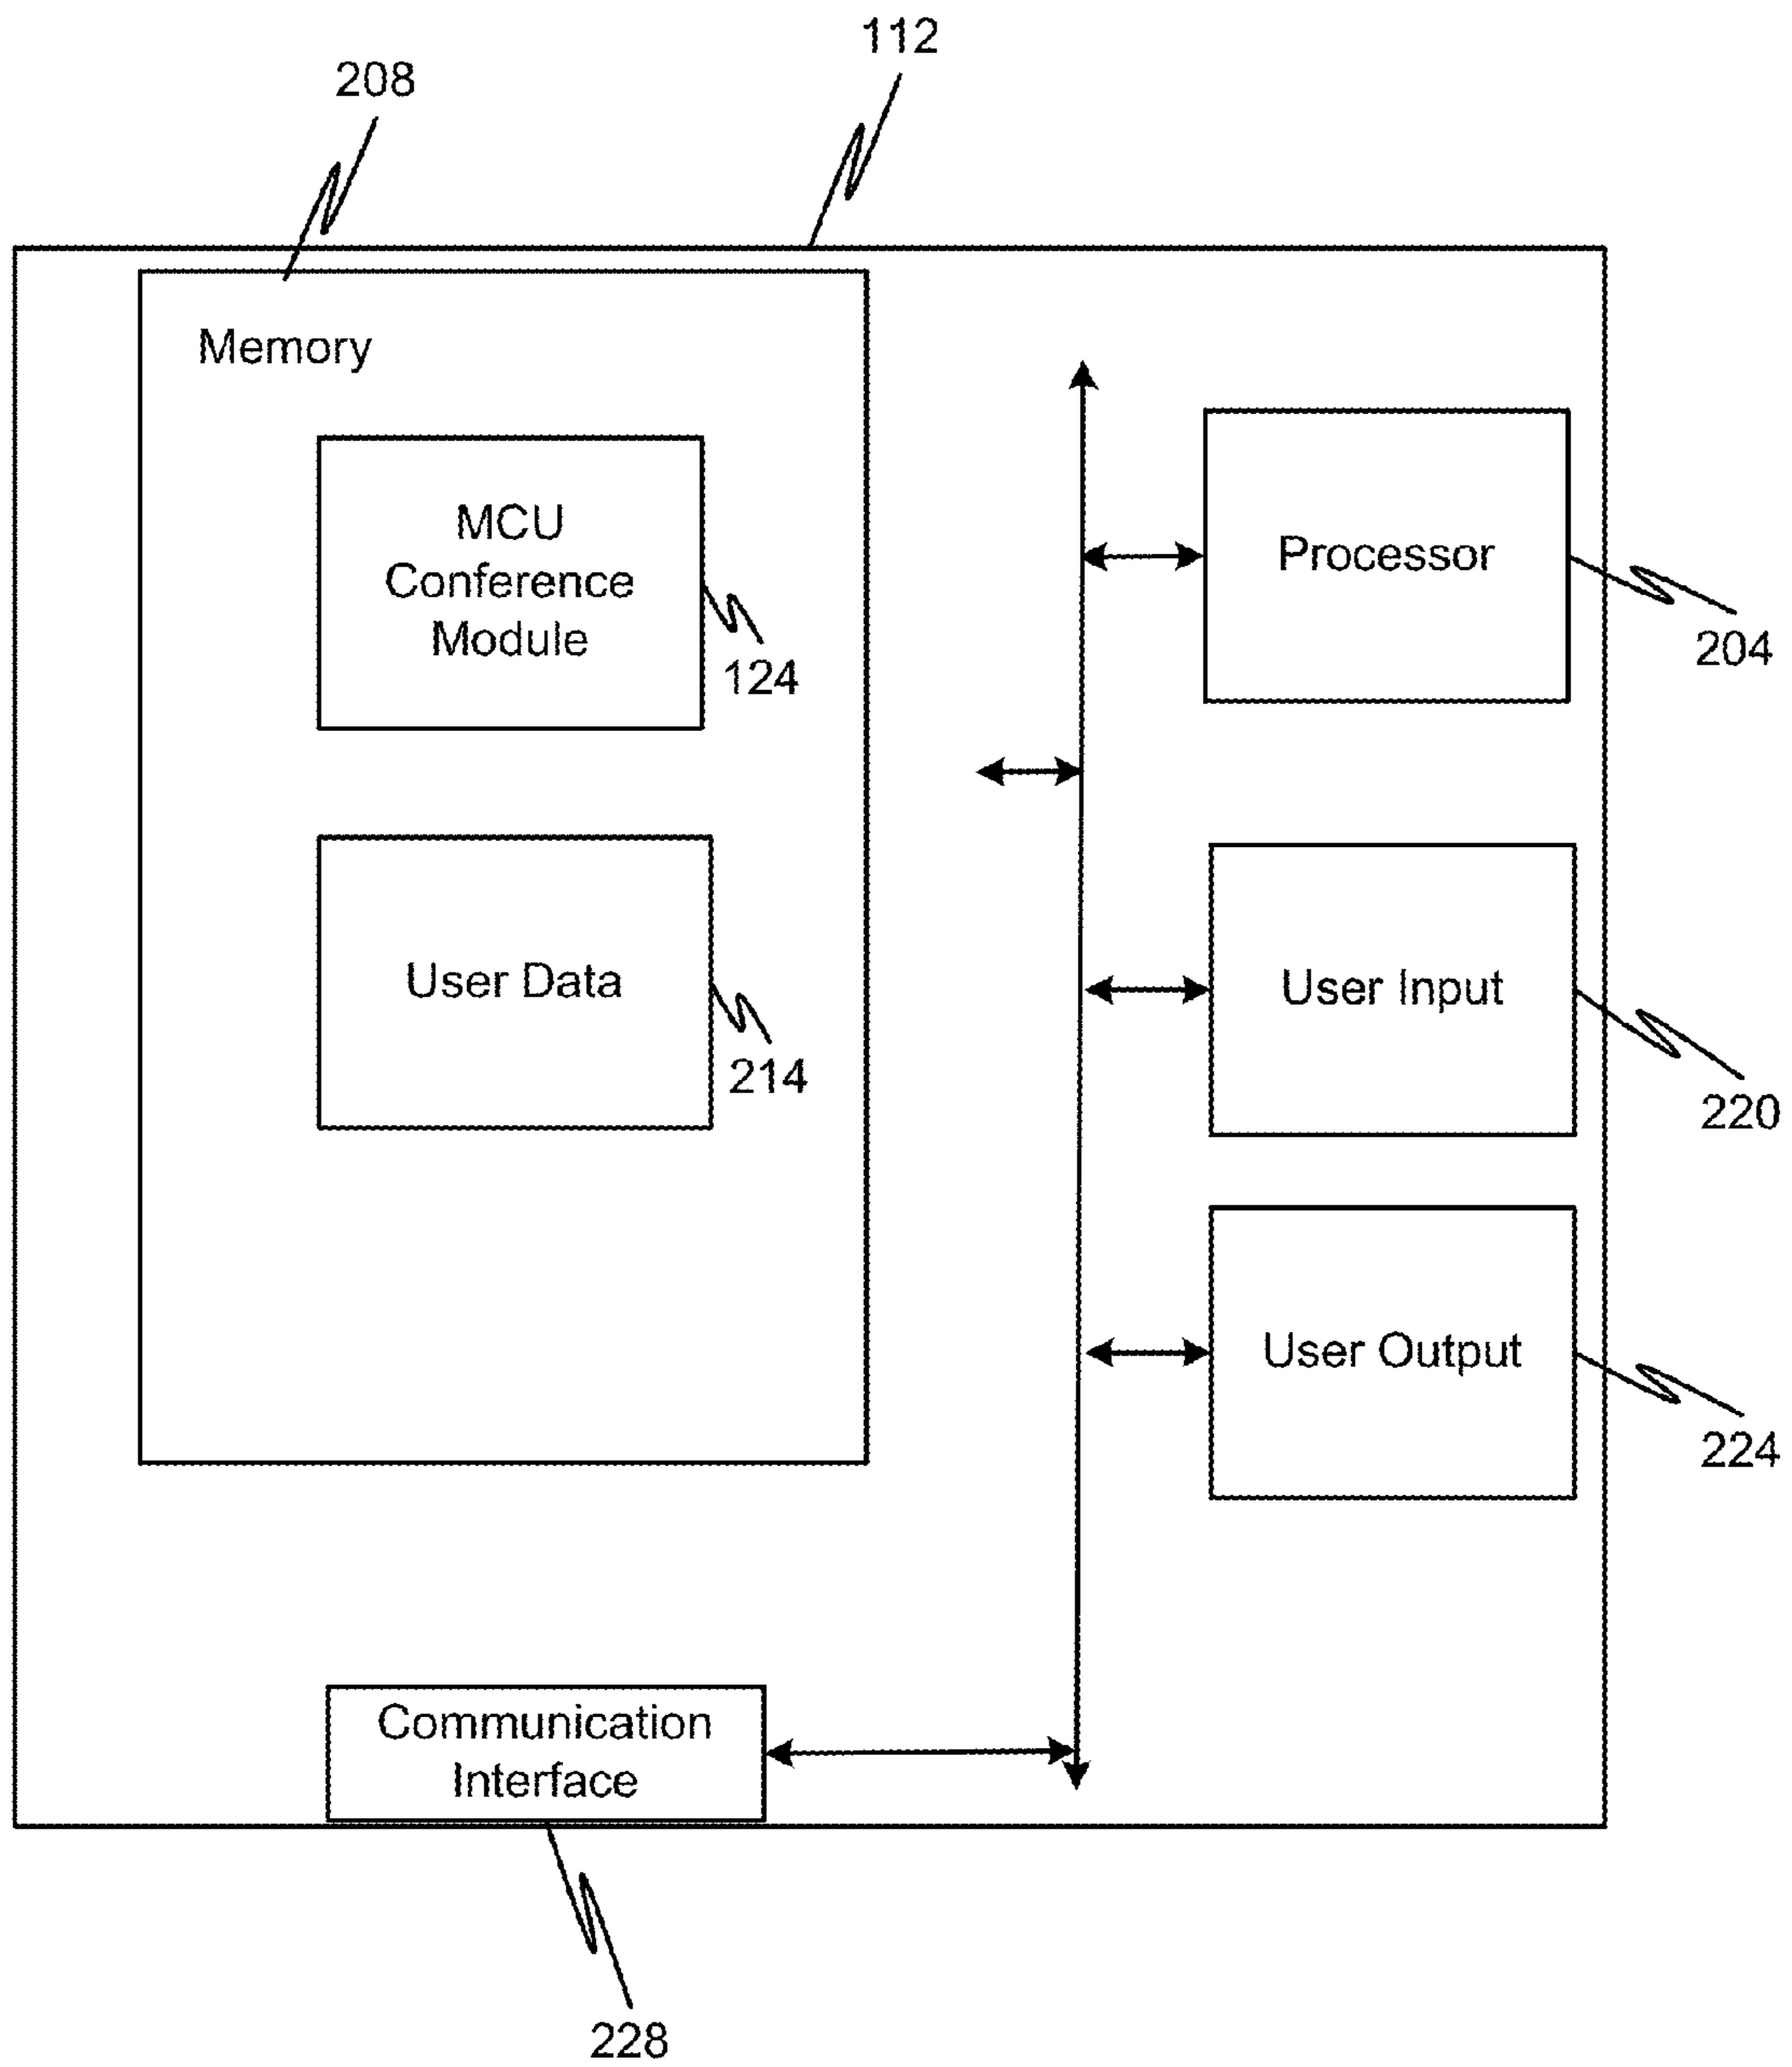 112
208
Memory
MCU
Conference
Module
124
Processor
204
User Data
214
User Input
220
User Output
224
Communication
Interface
228